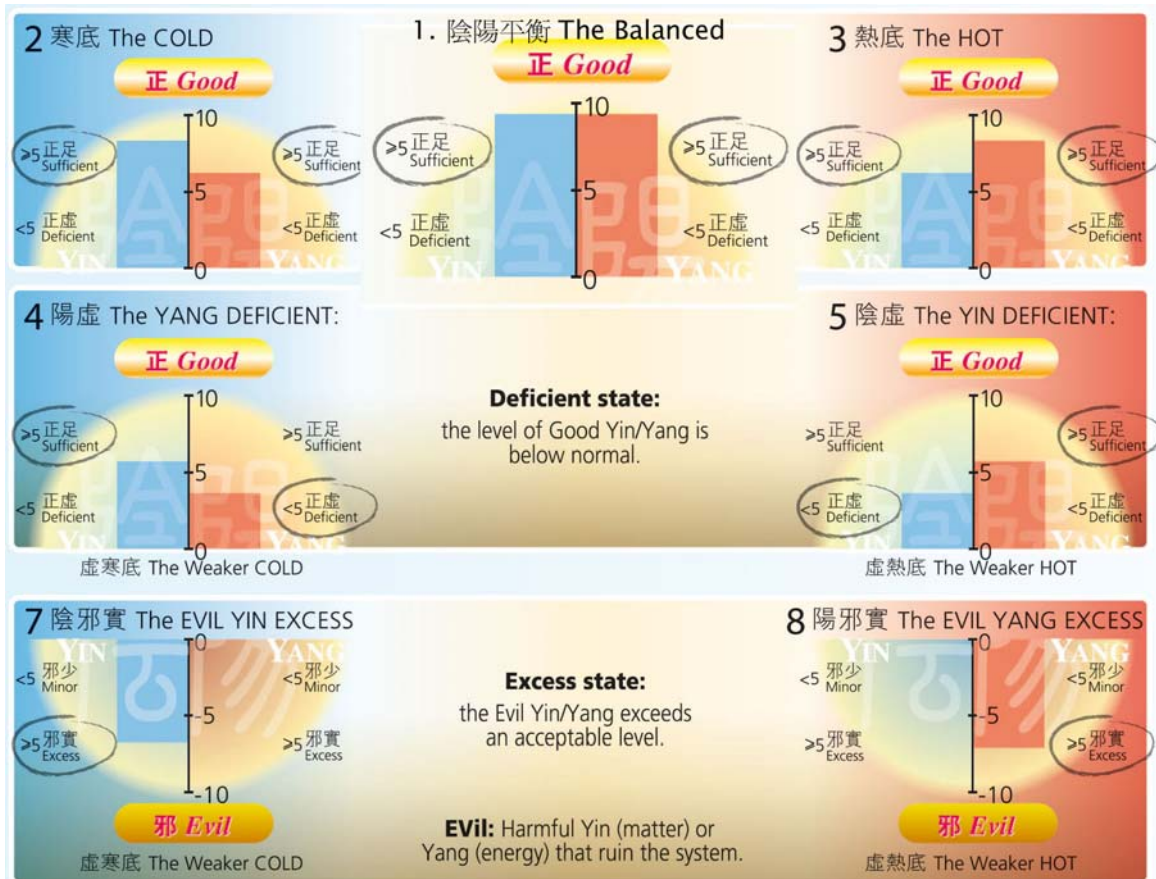 2 寒底 The COLD
正 Good
10
≥5 正足 Sufficient
≥5 正足 Sufficient
5
<5 正虛 Deficient
<5 正虛 Deficient
YIN
YANG
0
1. 陰陽平衡 The Balanced
正 Good
10
≥5 正足 Sufficient
≥5 正足 Sufficient
5
<5 正虛 Deficient
<5 正虛 Deficient
YIN
YANG
0
3 熱底 The HOT
正 Good
10
≥5 正足 Sufficient
≥5 正足 Sufficient
5
<5 正虛 Deficient
<5 正虛 Deficient
YIN
YANG
0
4 陽虛 The YANG DEFICIENT:
正 Good
10
≥5 正足 Sufficient
≥5 正足 Sufficient
5
<5 正虛 Deficient
<5 正虛 Deficient
YIN
YANG
0
虛寒底 The Weaker COLD
Deficient state:
the level of Good Yin/Yang is
below normal.
5 陰虛 The YIN DEFICIENT:
正 Good
10
≥5 正足 Sufficient
≥5 正足 Sufficient
5
<5 正虛 Deficient
<5 正虛 Deficient
YIN
YANG
0
虛熱底 The Weaker HOT
7 陰邪實 The EVIL YIN EXCESS
YIN
YANG
0
<5 邪少 Minor
<5 邪少 Minor
-5
≥5 邪實 Excess
≥5 邪實 Excess
-10
邪 Evil
虛寒底 The Weaker COLD
Excess state:
the Evil Yin/Yang exceeds
an acceptable level.
EVil: Harmful Yin (matter) or
Yang (energy) that ruin the system.
8 陽邪實 The EVIL YANG EXCESS
YIN
YANG
0
<5 邪少 Minor
<5 邪少 Minor
-5
≥5 邪實 Excess
≥5 邪實 Excess
-10
邪 Evil
虛熱底 The Weaker HOT